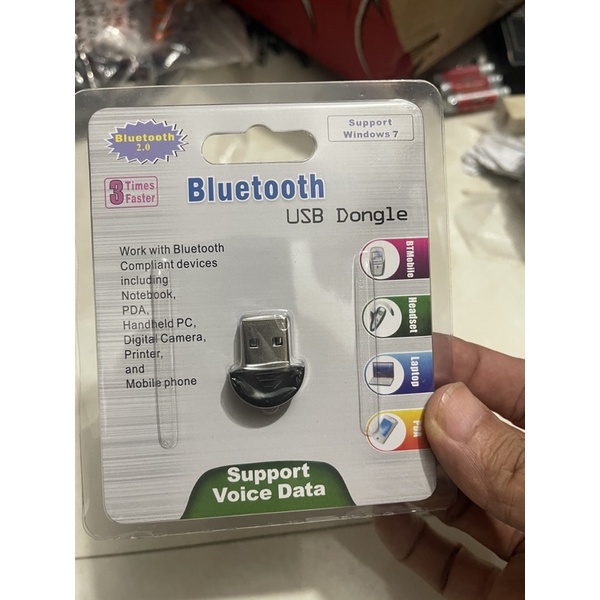 Bluetooth
2.0
Support
Windows 7
3 Times
Faster
Bluetooth
USB Dongle
Work with Bluetooth
Compliant devices
including
Notebook,
PDA,
Handheld PC,
Digital Camera,
Printer,
and
Mobile phone
BTMobile
Headset
Laptop
PDA
Support
Voice Data